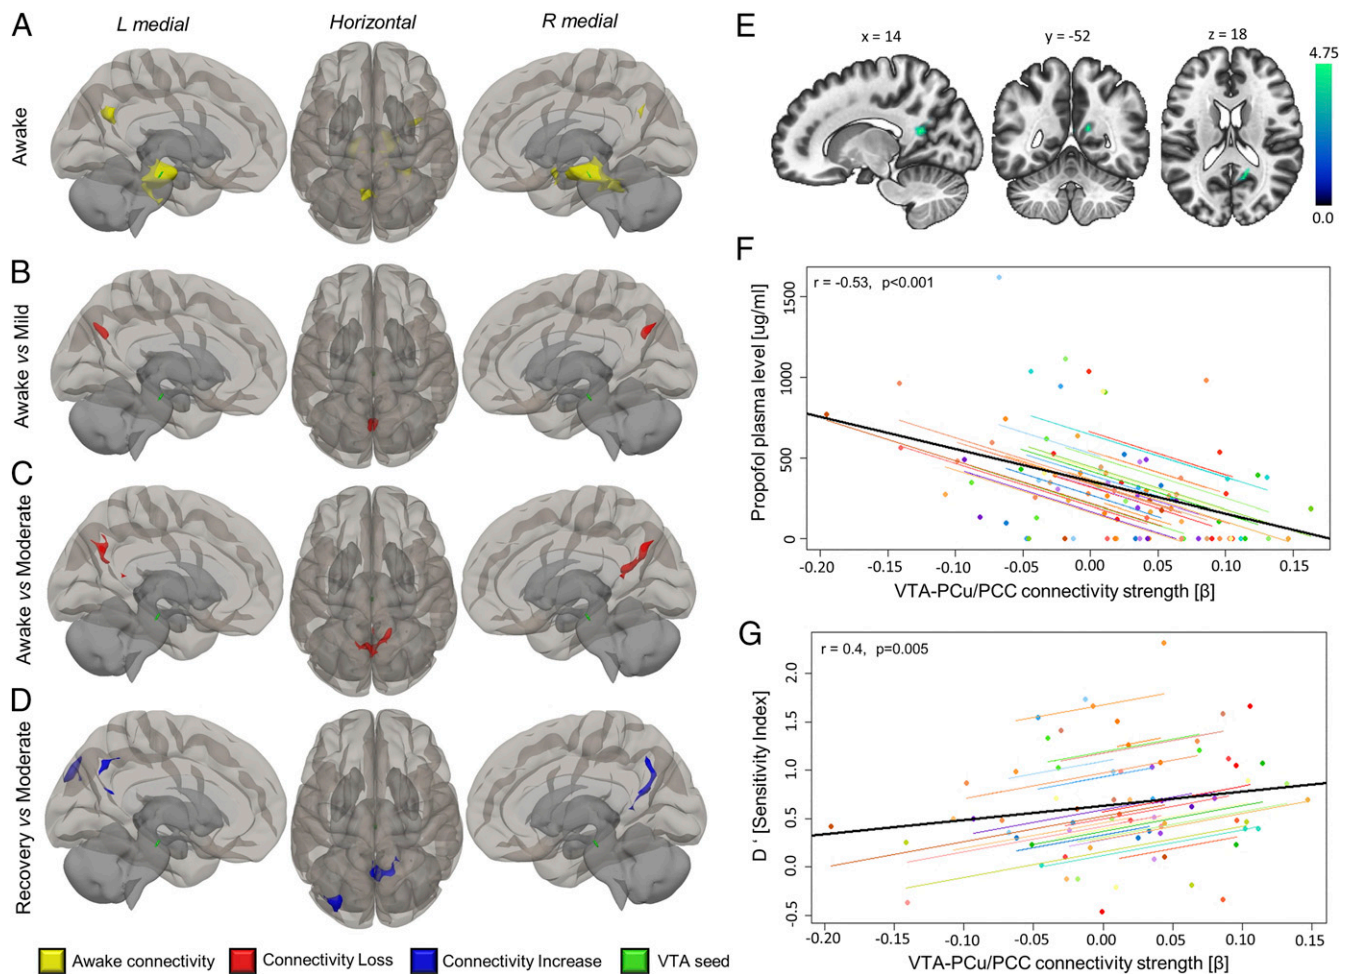 A
L medial
Horizontal
R medial
Awake
B
Awake vs Mild
C
Awake vs Moderate
D
Recovery vs Moderate
Awake connectivity
Connectivity Loss
Connectivity Increase
VTA seed
E
x = 14
y = -52
z = 18
4.75
0.0
F
r = -0.53, p<0.001
Propofol plasma level [ug/ml]
1500
1000
500
0
-0.20 -0.15 -0.10 -0.05 0.00 0.05 0.10 0.15
VTA-PCu/PCC connectivity strength [β]
G
r = 0.4, p=0.005
D ' [Sensitivity Index]
2.0
1.5
1.0
0.5
0.0
-0.5
-0.20 -0.15 -0.10 -0.05 0.00 0.05 0.10 0.15
VTA-PCu/PCC connectivity strength [β]